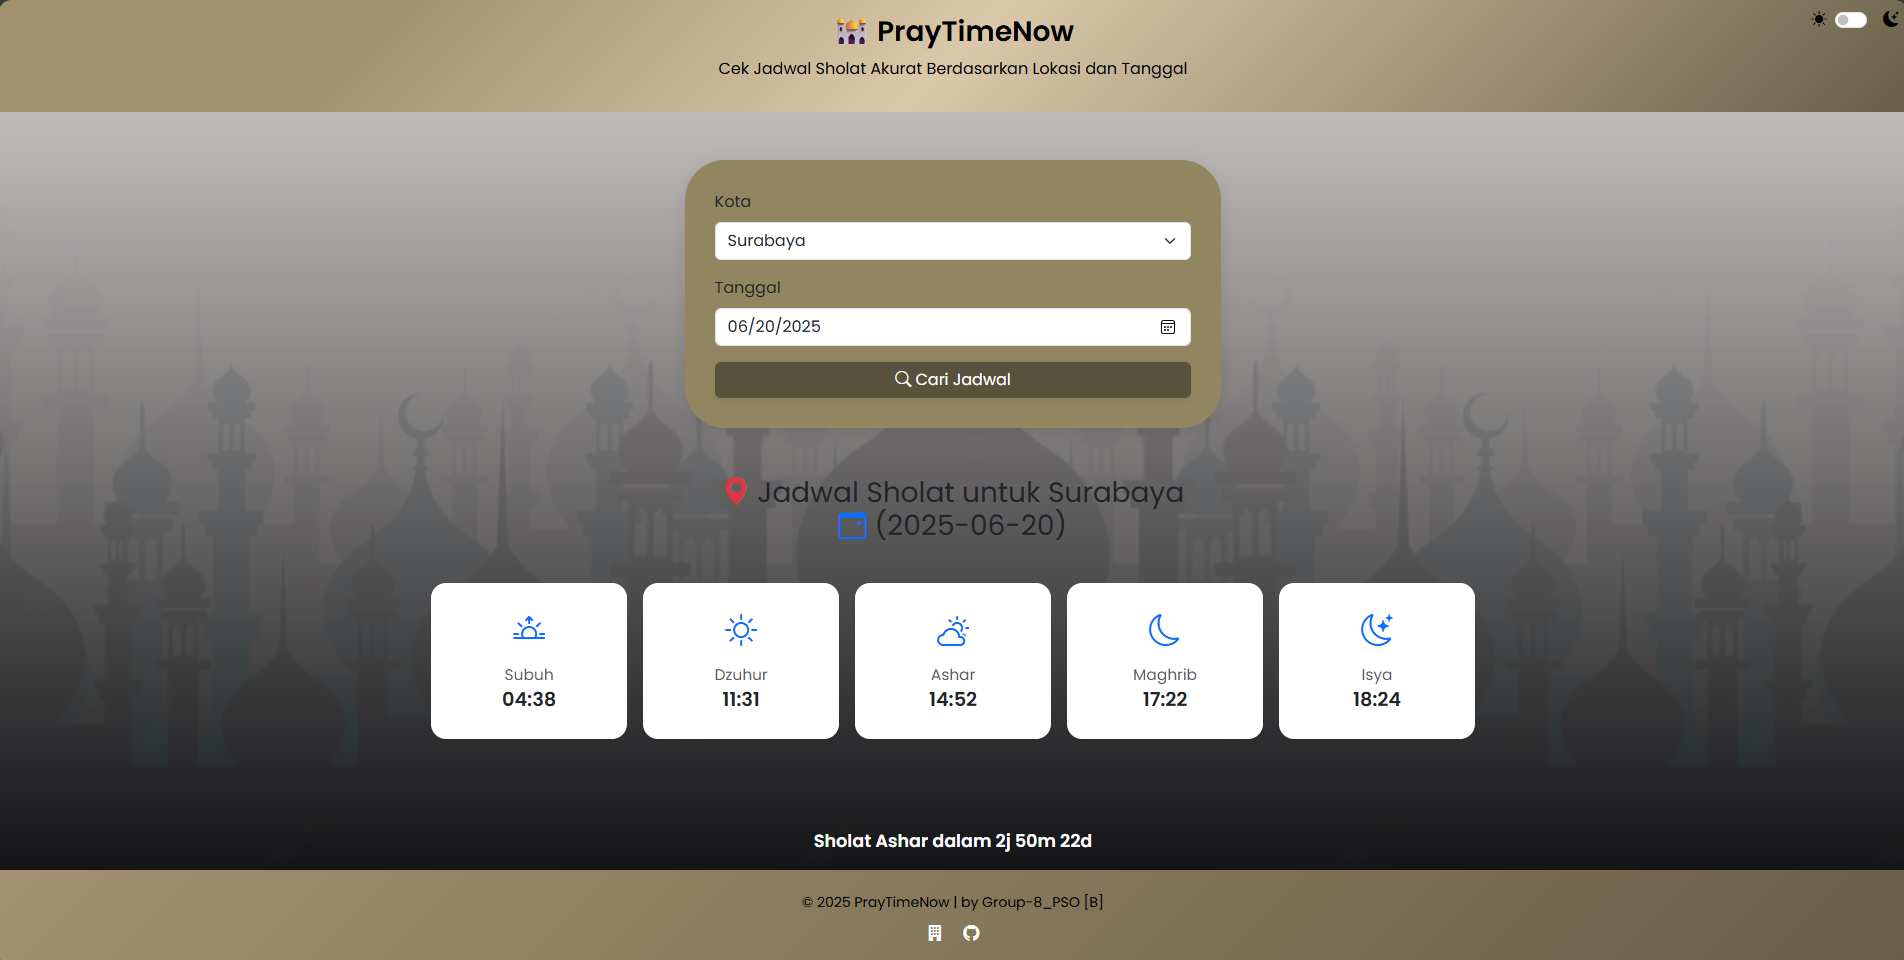 PrayTimeNow
Cek Jadwal Sholat Akurat Berdasarkan Lokasi dan Tanggal
Kota
Surabaya
Tanggal
06/20/2025
Cari Jadwal
Jadwal Sholat untuk Surabaya
(2025-06-20)
Subuh
04:38
Dzuhur
11:31
Ashar
14:52
Maghrib
17:22
Isya
18:24
Sholat Ashar dalam 2j 50m 22d
© 2025 PrayTimeNow | by Group-8_PSO [B]